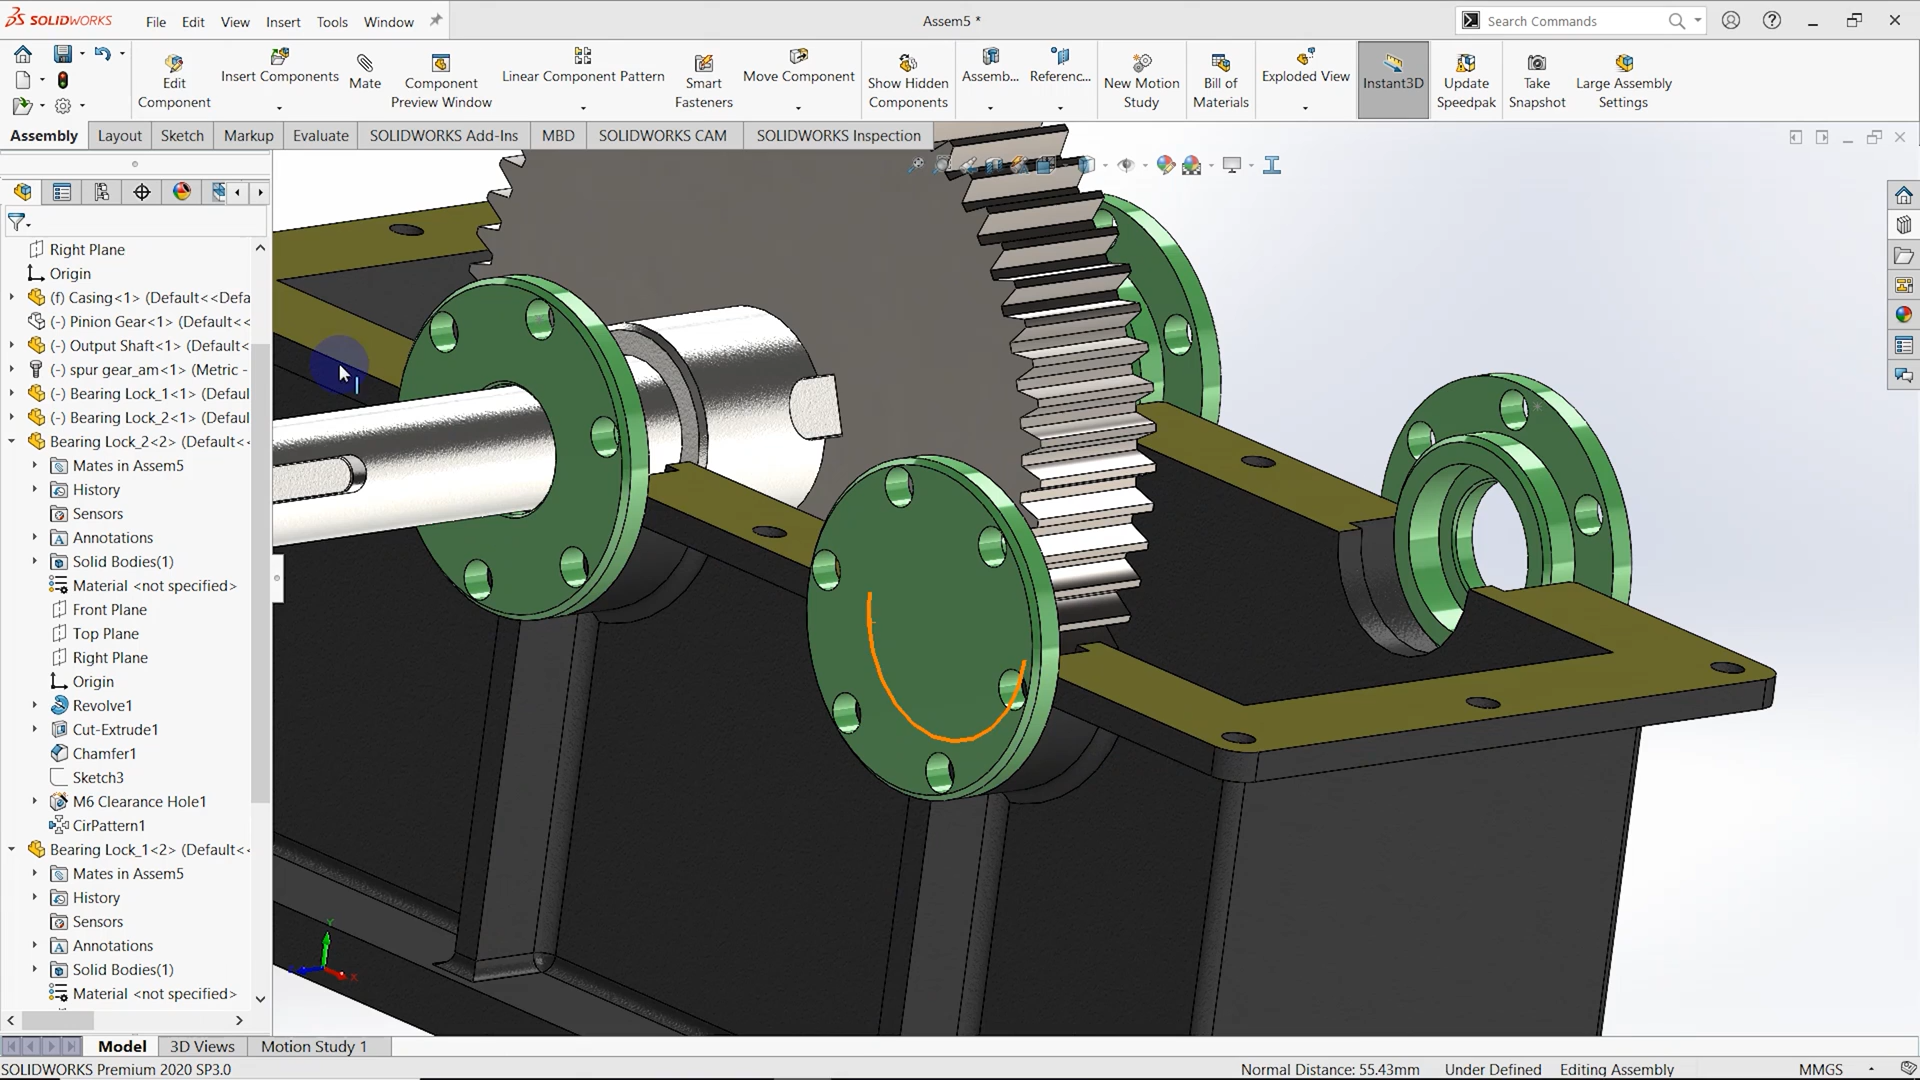 SOLIDWORKS
File Edit View Insert Tools Window
Assem5 *
Search Commands
Edit Component
Insert Components
Mate
Component Preview Window
Linear Component Pattern
Smart Fasteners
Move Component
Show Hidden Components
Assemb...
Referenc...
New Motion Study
Bill of Materials
Exploded View
Instant3D
Update Speedpak
Take Snapshot
Large Assembly Settings
Assembly Layout Sketch Markup Evaluate SOLIDWORKS Add-Ins MBD SOLIDWORKS CAM SOLIDWORKS Inspection
Right Plane
Origin
(f) Casing<1> (Default<<Defa
(-) Pinion Gear<1> (Default<<
(-) Output Shaft<1> (Default<
(-) spur gear_am<1> (Metric -
(-) Bearing Lock_1<1> (Defaul
(-) Bearing Lock_2<1> (Defaul
Bearing Lock_2<2> (Default<<
Mates in Assem5
History
Sensors
Annotations
Solid Bodies(1)
Material <not specified>
Front Plane
Top Plane
Right Plane
Origin
Revolve1
Cut-Extrude1
Chamfer1
Sketch3
M6 Clearance Hole1
CirPattern1
Bearing Lock_1<2> (Default<<
Mates in Assem5
History
Sensors
Annotations
Solid Bodies(1)
Material <not specified>
Y
X
Model 3D Views Motion Study 1
SOLIDWORKS Premium 2020 SP3.0
Normal Distance: 55.43mm Under Defined Editing Assembly MMGS